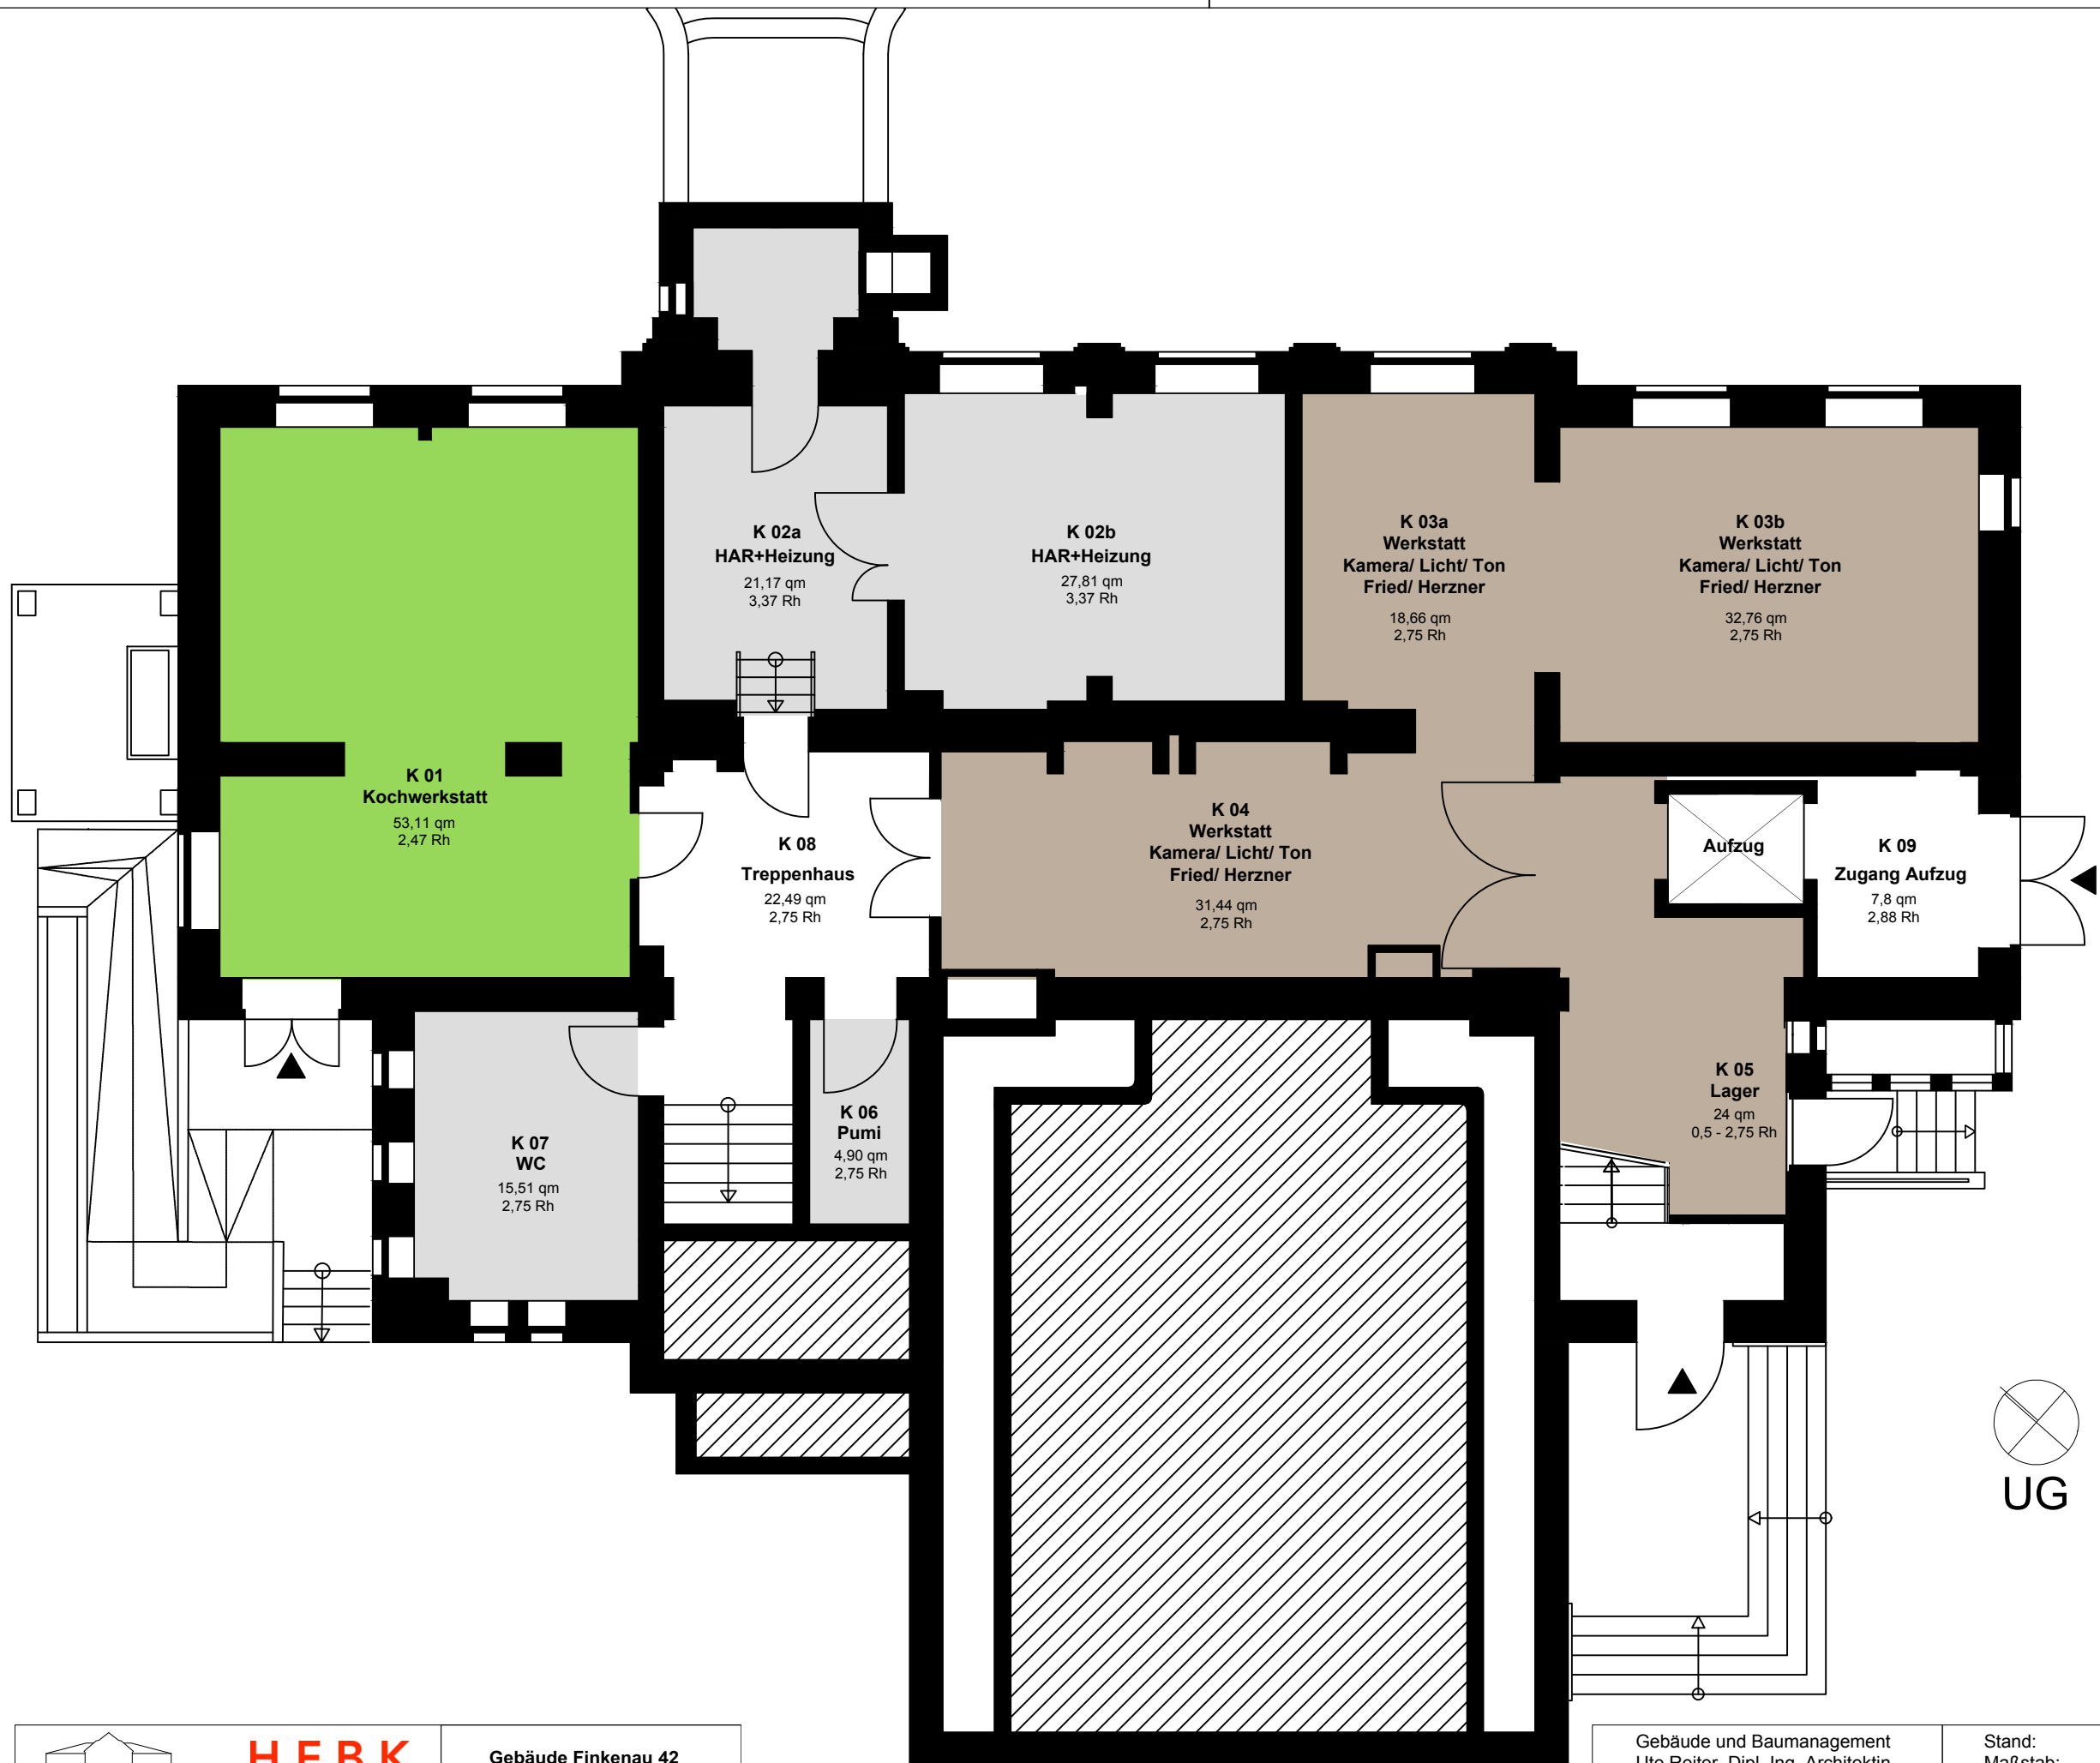 K 01
Kochwerkstatt
53,11 qm
2,47 Rh
K 02a
HAR+Heizung
21,17 qm
3,37 Rh
K 02b
HAR+Heizung
27,81 qm
3,37 Rh
K 03a
Werkstatt
Kamera/ Licht/ Ton
Fried/ Herzner
18,66 qm
2,75 Rh
K 03b
Werkstatt
Kamera/ Licht/ Ton
Fried/ Herzner
32,76 qm
2,75 Rh
K 08
Treppenhaus
22,49 qm
2,75 Rh
K 04
Werkstatt
Kamera/ Licht/ Ton
Fried/ Herzner
31,44 qm
2,75 Rh
Aufzug
K 09
Zugang Aufzug
7,8 qm
2,88 Rh
K 07
WC
15,51 qm
2,75 Rh
K 06
Pumi
4,90 qm
2,75 Rh
K 05
Lager
24 qm
0,5 - 2,75 Rh
UG
HFBK
Gebäude Finkenau 42
Gebäude und Baumanagement
Ute Reiter, Dipl. Ing. Architektin
Stand:
Maßstab: